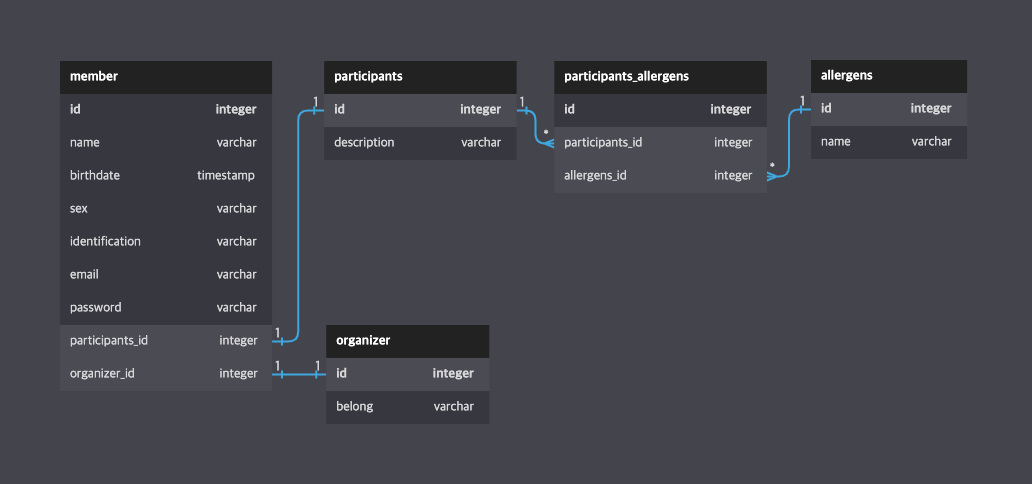 member
id integer
name varchar
birthdate timestamp
sex varchar
identification varchar
email varchar
password varchar
participants_id integer
organizer_id integer
1
1
participants
id integer
description varchar
1
1
participants_allergens
id integer
participants_id integer
allergens_id integer
*
*
allergens
id integer
name varchar
1
organizer
id integer
belong varchar
1